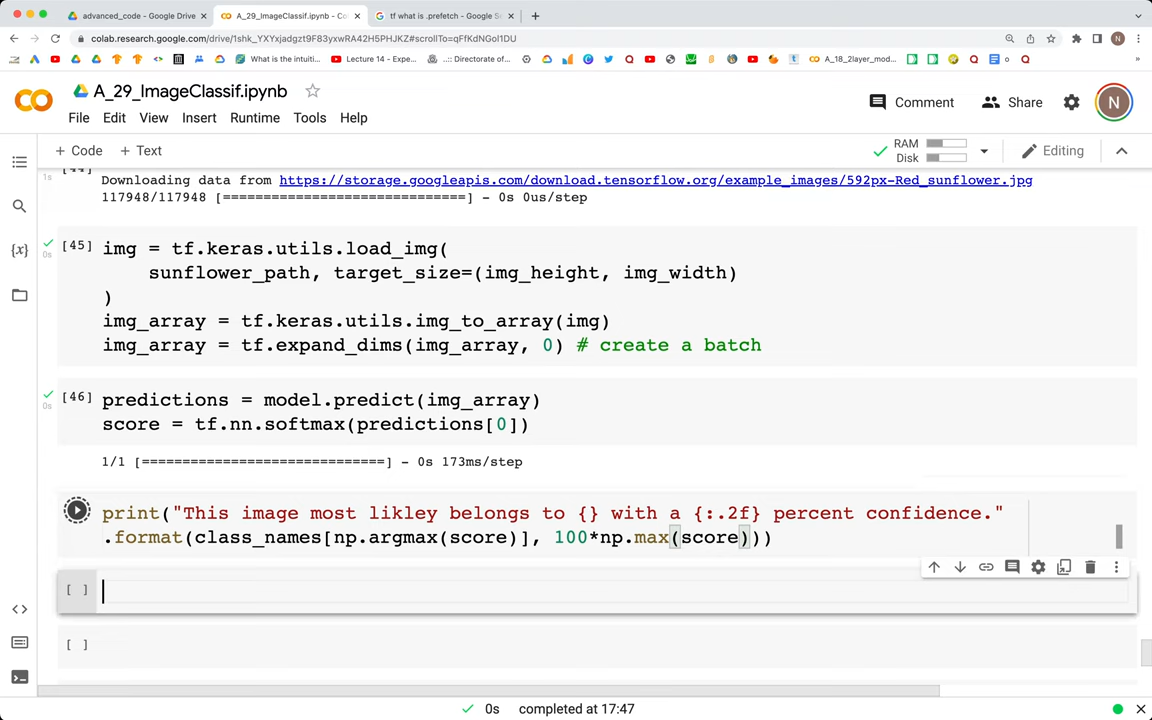 advanced_code - Google Drive
A_29_ImageClassif.ipynb - Co
tf what is .prefetch - Google Se
colab.research.google.com/drive/1shk_YXYxjadgzt9F83yxwRA42H5PHJKZ#scrollTo=qFfKdNGol1DU
What is the intuiti...
Lecture 14 - Expe...
..:: Directorate of...
A_18_2layer_mod...
A_29_ImageClassif.ipynb
Comment
Share
N
File Edit View Insert Runtime Tools Help
+ Code + Text
RAM
Disk
Editing
[44]
1s
Downloading data from https://storage.googleapis.com/download.tensorflow.org/example_images/592px-Red_sunflower.jpg
117948/117948 [==============================] - 0s 0us/step
[45] img = tf.keras.utils.load_img(
0s
sunflower_path, target_size=(img_height, img_width)
)
img_array = tf.keras.utils.img_to_array(img)
img_array = tf.expand_dims(img_array, 0) # create a batch
[46] predictions = model.predict(img_array)
0s
score = tf.nn.softmax(predictions[0])
1/1 [==============================] - 0s 173ms/step
print("This image most likley belongs to {} with a {:.2f} percent confidence."
.format(class_names[np.argmax(score)], 100*np.max(score)))
[ ]
[ ]
0s completed at 17:47